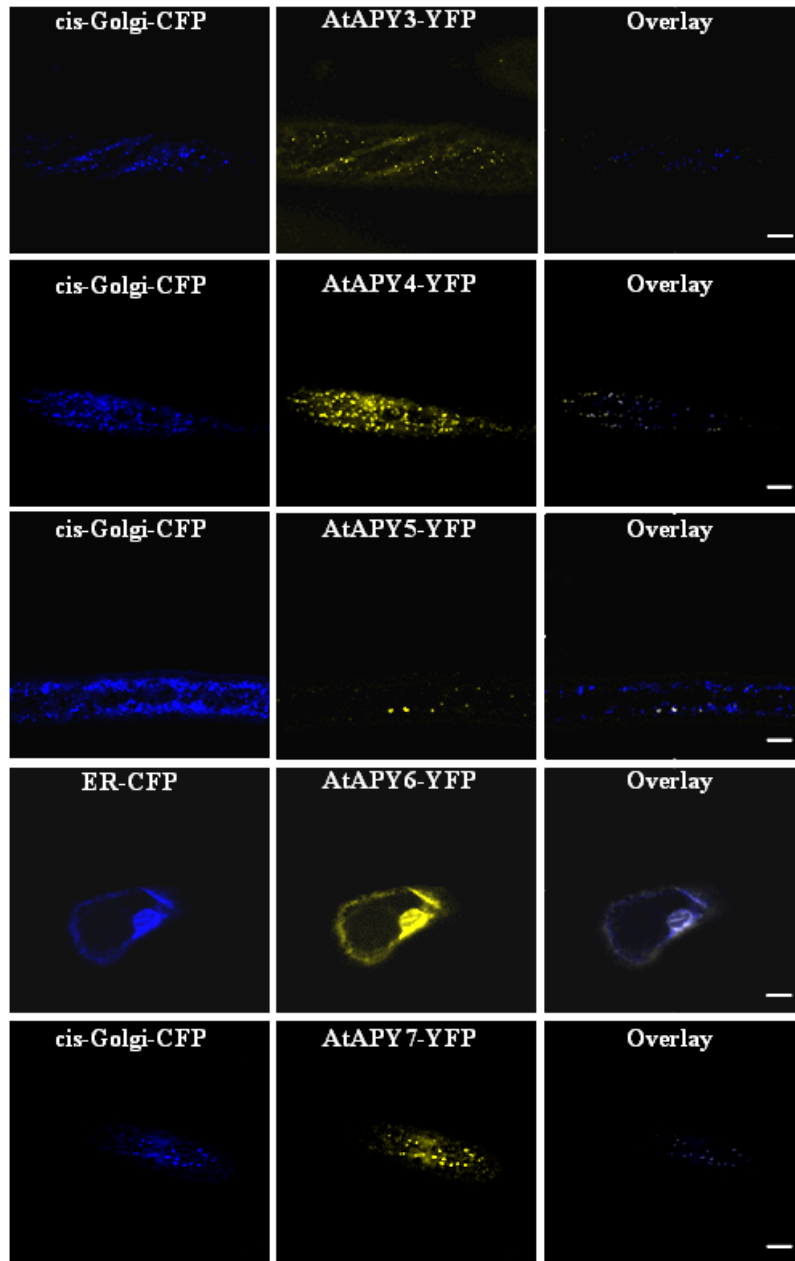 cis-Golgi-CFP AtAPY3-YFP Overlay
cis-Golgi-CFP AtAPY4-YFP Overlay
cis-Golgi-CFP AtAPY5-YFP Overlay
ER-CFP AtAPY6-YFP Overlay
cis-Golgi-CFP AtAPY7-YFP Overlay